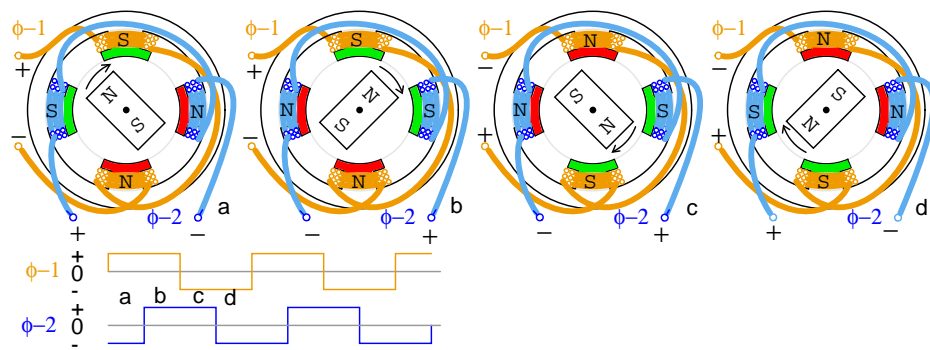 ϕ−1 S ϕ−1 S ϕ−1 N ϕ−1 N
+ + − −
N N
S S N N N S S S N S N S
− − + +
N N S S
ϕ−2 a ϕ−2 b ϕ−2 c ϕ−2 d
+ − − + − + + −
+
ϕ−1 0
-
a b c d
+
ϕ−2 0
-